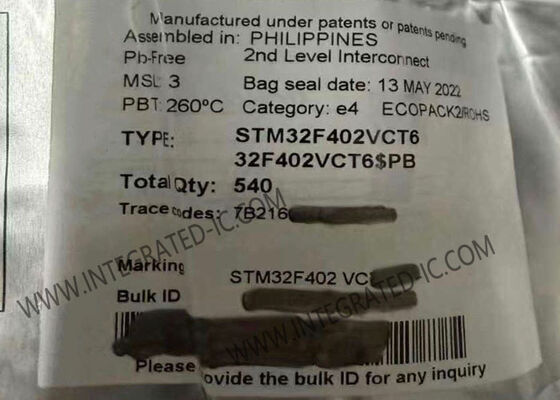 Manufactured under patents or patents pending
Assembled in: PHILIPPINES
Pb-Free 2nd Level Interconnect
MSL 3 Bag seal date: 13 MAY 2022
PBT: 260ºC Category: e4 ECOPACK2/ROHS
TYPE: STM32F402VCT6
32F402VCT6$PB
Total Qty: 540
Trace codes: 7B216
WWW.INTEGRATED-IC.COM
WWW.INTEGRATED-IC.COM
Marking STM32F402 VC
Bulk ID
Please ovide the bulk ID for any inquiry